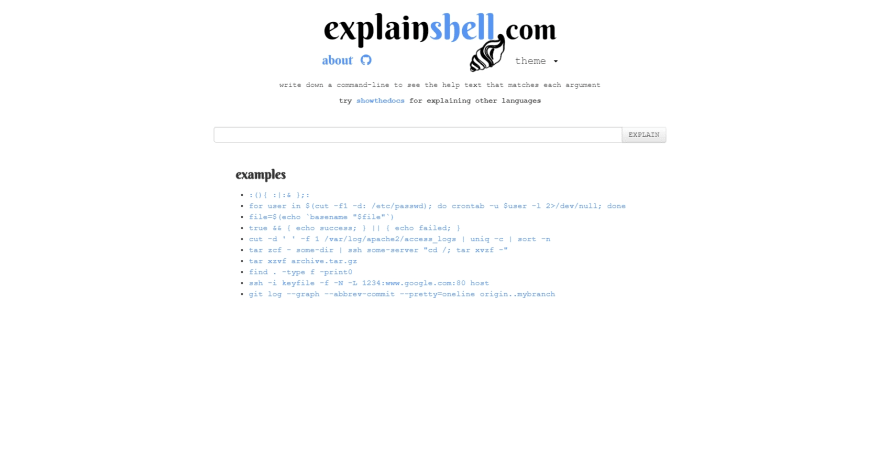 explainshell.com
about theme
write down a command-line to see the help text that matches each argument
try showthedocs for explaining other languages
EXPLAIN
examples
:(){ :|:& };:
for user in $(cut -f1 -d: /etc/passwd); do crontab -u $user -l 2>/dev/null; done
file=$(echo `basename "$file"`)
true && { echo success; } || { echo failed; }
cut -d ' ' -f 1 /var/log/apache2/access_logs | uniq -c | sort -n
tar zcf - some-dir | ssh some-server "cd /; tar xvzf -"
tar xzvf archive.tar.gz
find . -type f -print0
ssh -i keyfile -f -N -L 1234:www.google.com:80 host
git log --graph --abbrev-commit --pretty=oneline origin..mybranch